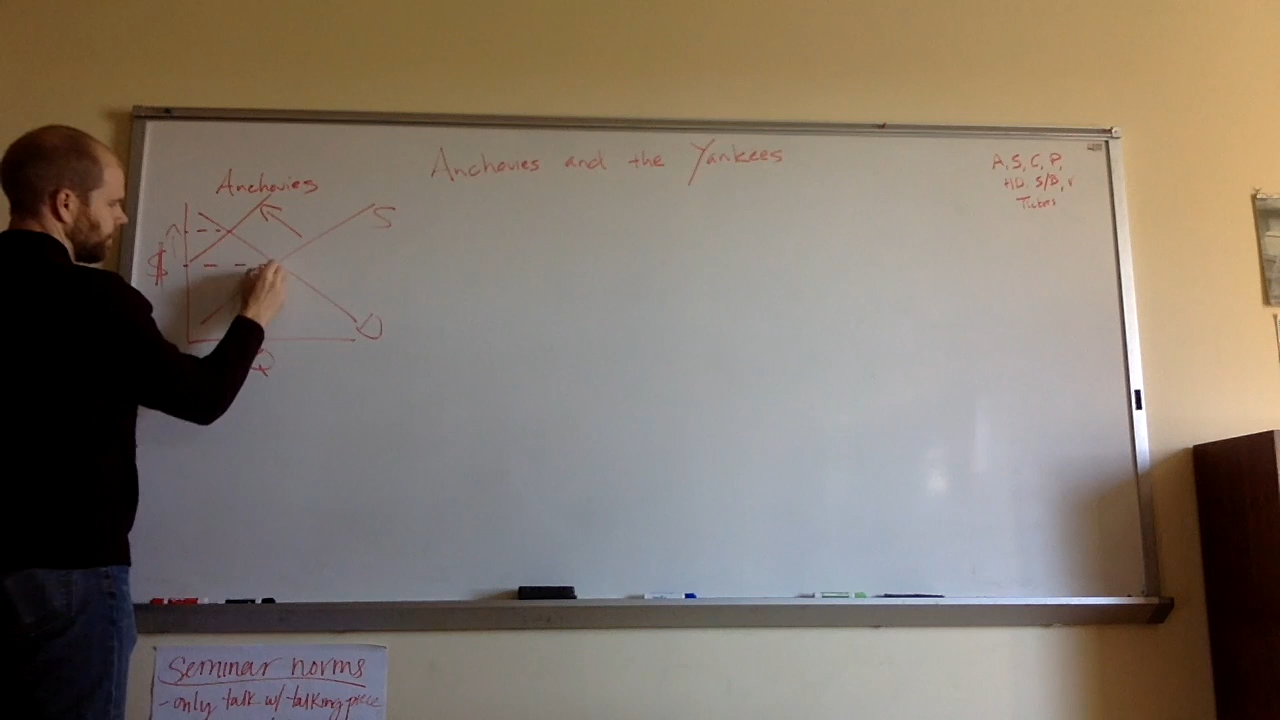 Anchovies and the Yankees
A, S, C, P,
HD, S/B, r
Tickets
Anchovies
S
$
D
Q
Seminar norms
- only talk w/ talking piece